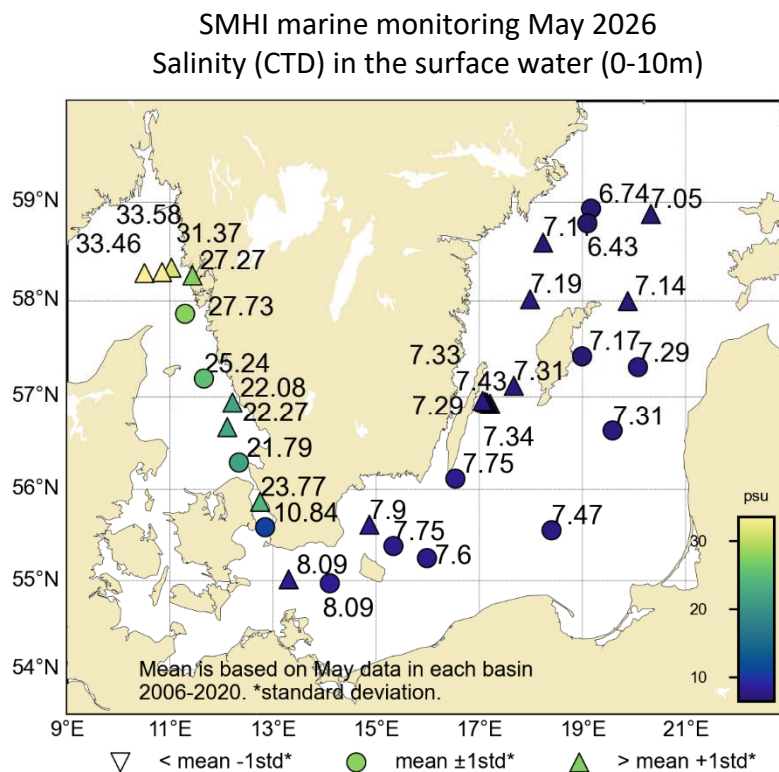 SMHI marine monitoring May 2026
Salinity (CTD) in the surface water (0-10m)
59°N
58°N
57°N
56°N
55°N
54°N
33.58
33.46
31.37
27.27
27.73
25.24
22.08
22.27
21.79
23.77
10.84
6.74
7.05
6.43
7.19
7.14
7.17
7.29
7.33
7.43
7.31
7.29
7.34
7.31
7.75
7.9
7.75
7.47
7.6
8.09
8.09
psu
30
20
10
Mean is based on May data in each basin
2006-2020. *standard deviation.
9°E 11°E 13°E 15°E 17°E 19°E 21°E
< mean -1std* mean ±1std* > mean +1std*